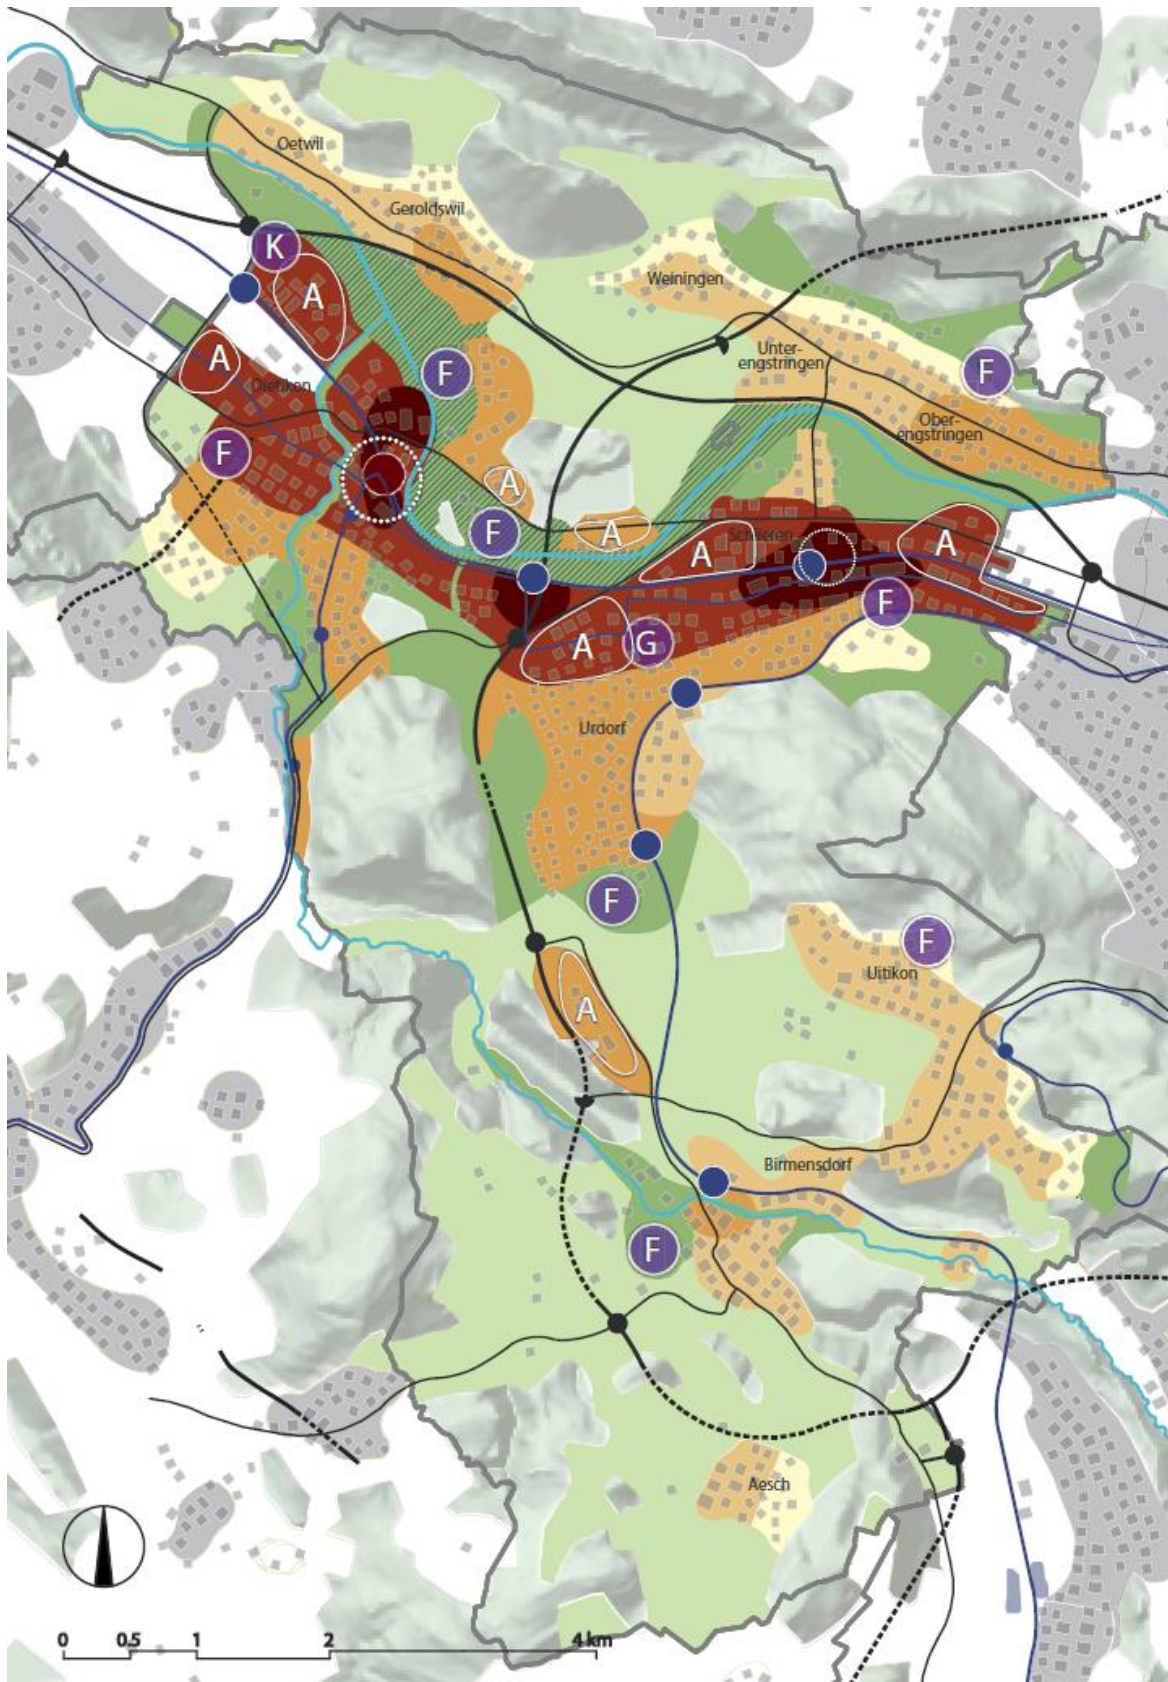 Oetwil
Geroldswil
K
Weiningen
A
Unter-
engstringen
A
F
F
Dietikon
Ober-
engstringen
F
A
F
A
Schlieren
A
A
F
A
G
Urdorf
F
F
Uitikon
A
Birmensdorf
F
Aesch
0
0.5
1
2
4 km